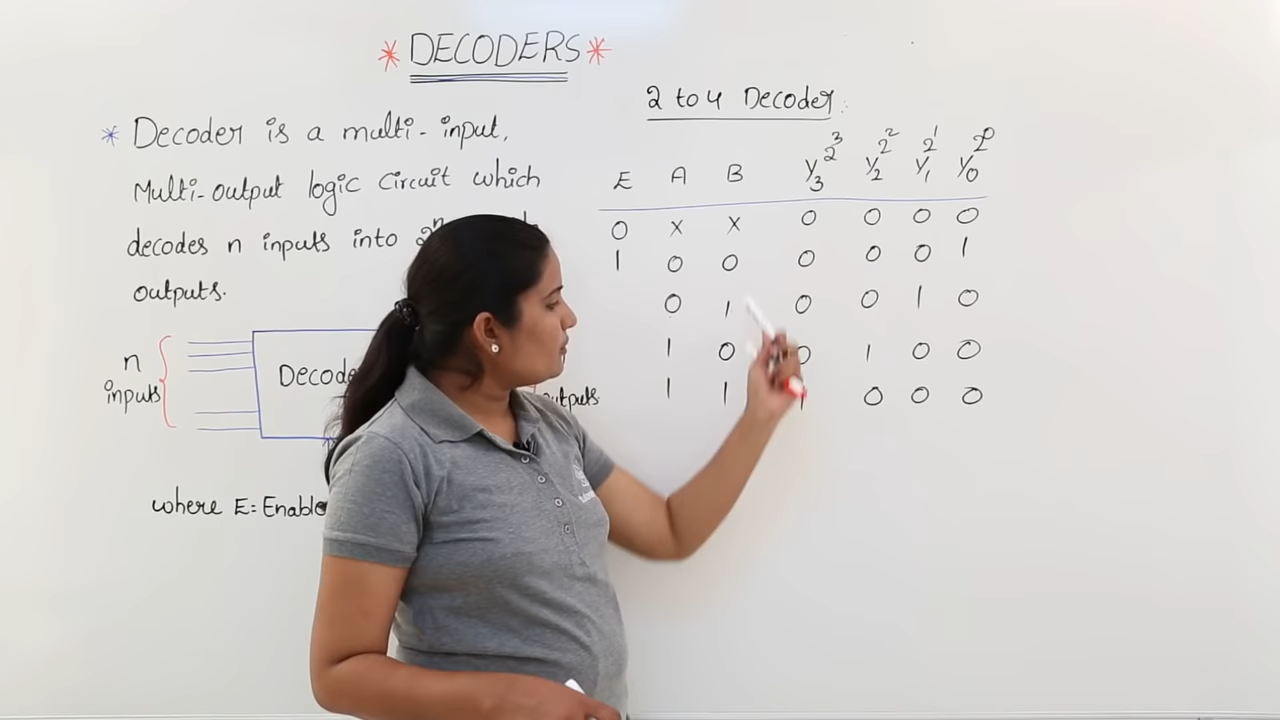 * DECODERS *
* Decoder is a multi-input,
Multi-output logic circuit which
decodes n inputs into
outputs.
n
inputs
where E=Enable
2 to 4 Decoder.
2³ 2² 2¹ 2⁰
E A B Y₃ Y₂ Y₁ Y₀
0 x x 0 0 0 0
1 0 0 0 0 0 1
0 1 0 0 1 0
1 0 0 1 0 0
1 1 1 0 0 0